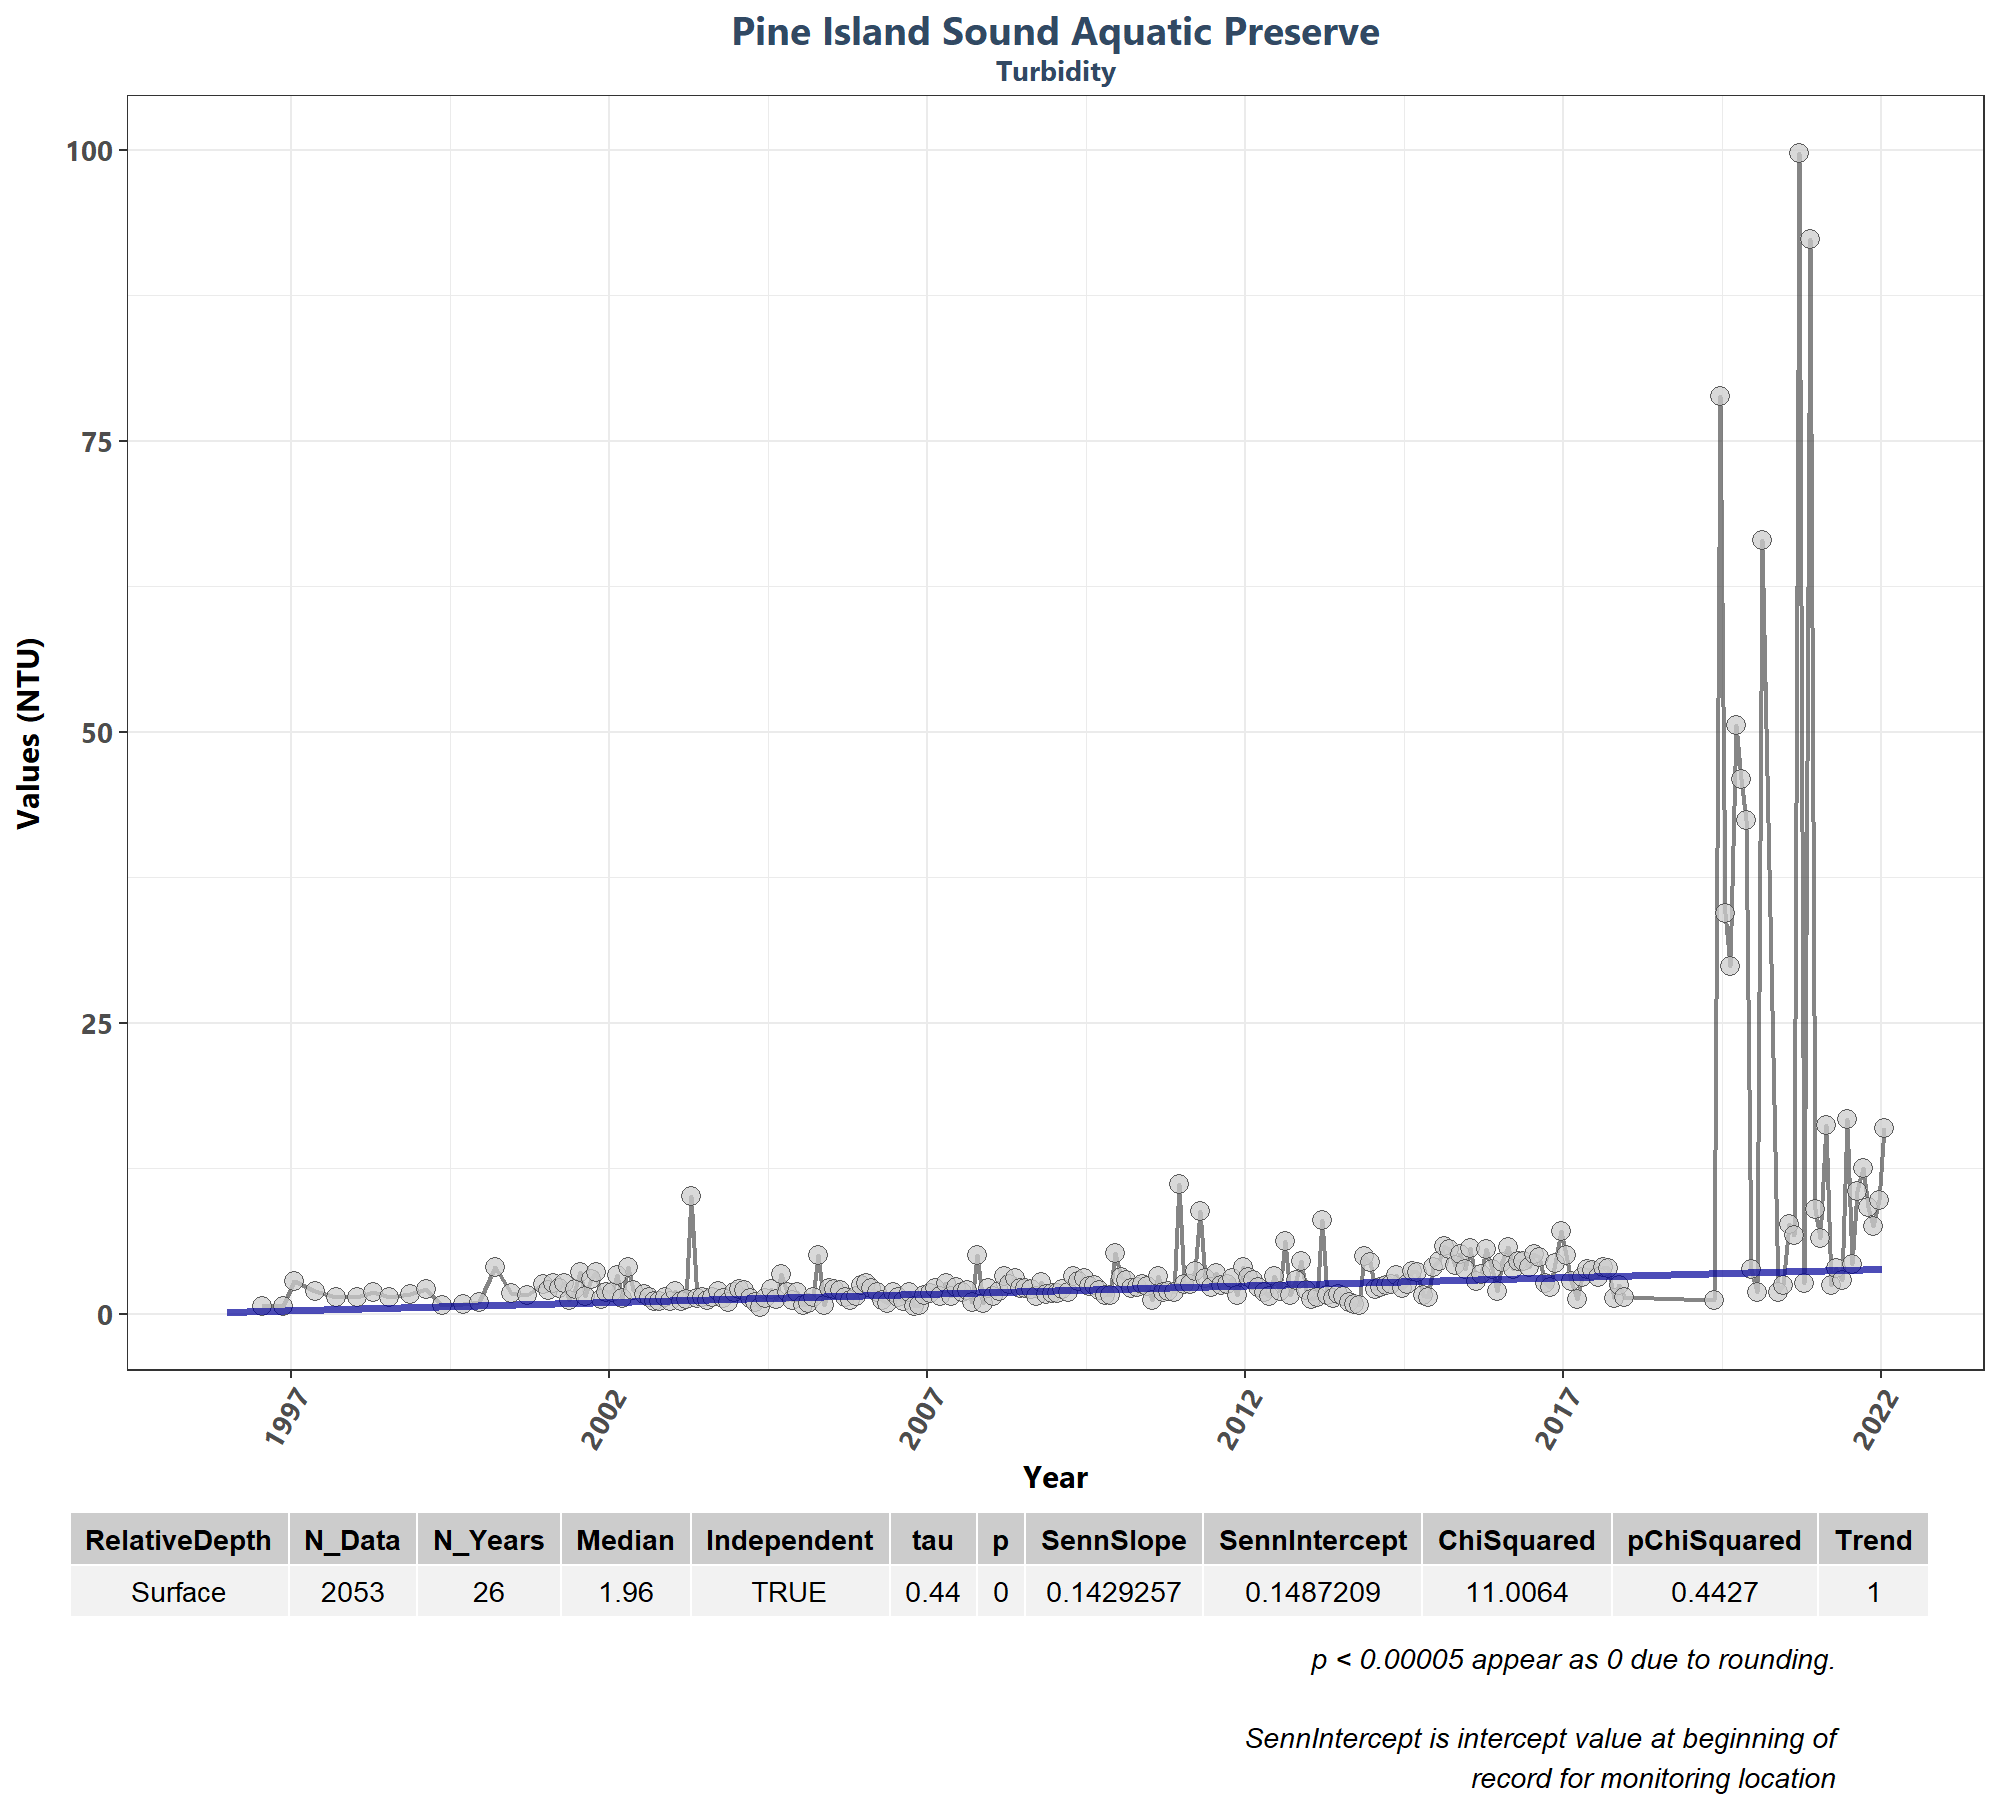 Pine Island Sound Aquatic Preserve
Turbidity
Values (NTU)
100
75
50
25
0
1997
2002
2007
2012
2017
2022
Year
RelativeDepth N_Data N_Years Median Independent tau p SennSlope SennIntercept ChiSquared pChiSquared Trend
Surface 2053 26 1.96 TRUE 0.44 0 0.1429257 0.1487209 11.0064 0.4427 1
p < 0.00005 appear as 0 due to rounding.
SennIntercept is intercept value at beginning of
record for monitoring location